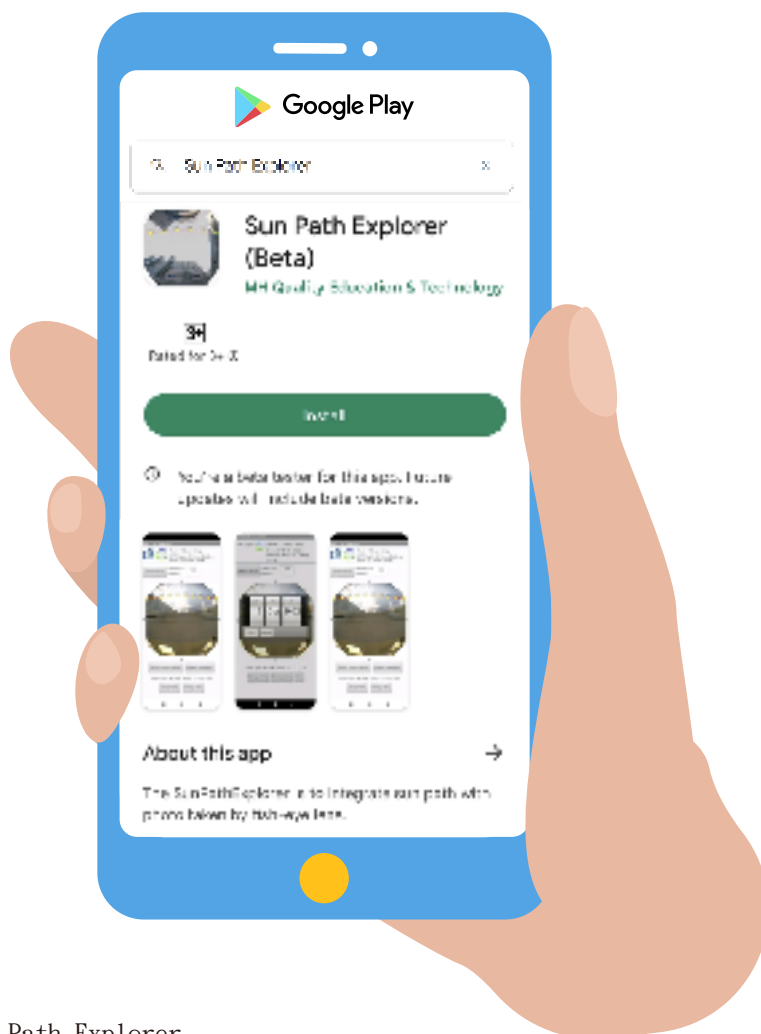 Google Play
Sun Path Explorer
Sun Path Explorer
(Beta)
MH Quality Education & Technology
3+
Rated for 3+
Install
You're a beta tester for this app. Future
updates will include beta versions.
About this app
The SunPathExplorer is to integrate sun path with
photo taken by fish-eye lens.
Path Explorer